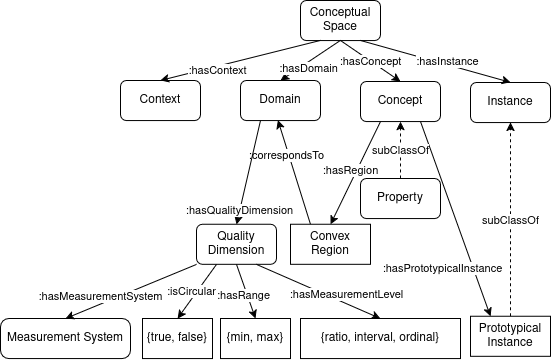 Conceptual
Space
:hasContext
:hasDomain
:hasConcept
:hasInstance
Context
Domain
Concept
Instance
:correspondsTo
subClassOf
:hasRegion
Property
:hasQualityDimension
subClassOf
Quality
Dimension
Convex
Region
:hasPrototypicalInstance
:hasMeasurementSystem
:isCircular
:hasRange
:hasMeasurementLevel
Measurement System
{true, false}
{min, max}
{ratio, interval, ordinal}
Prototypical
Instance